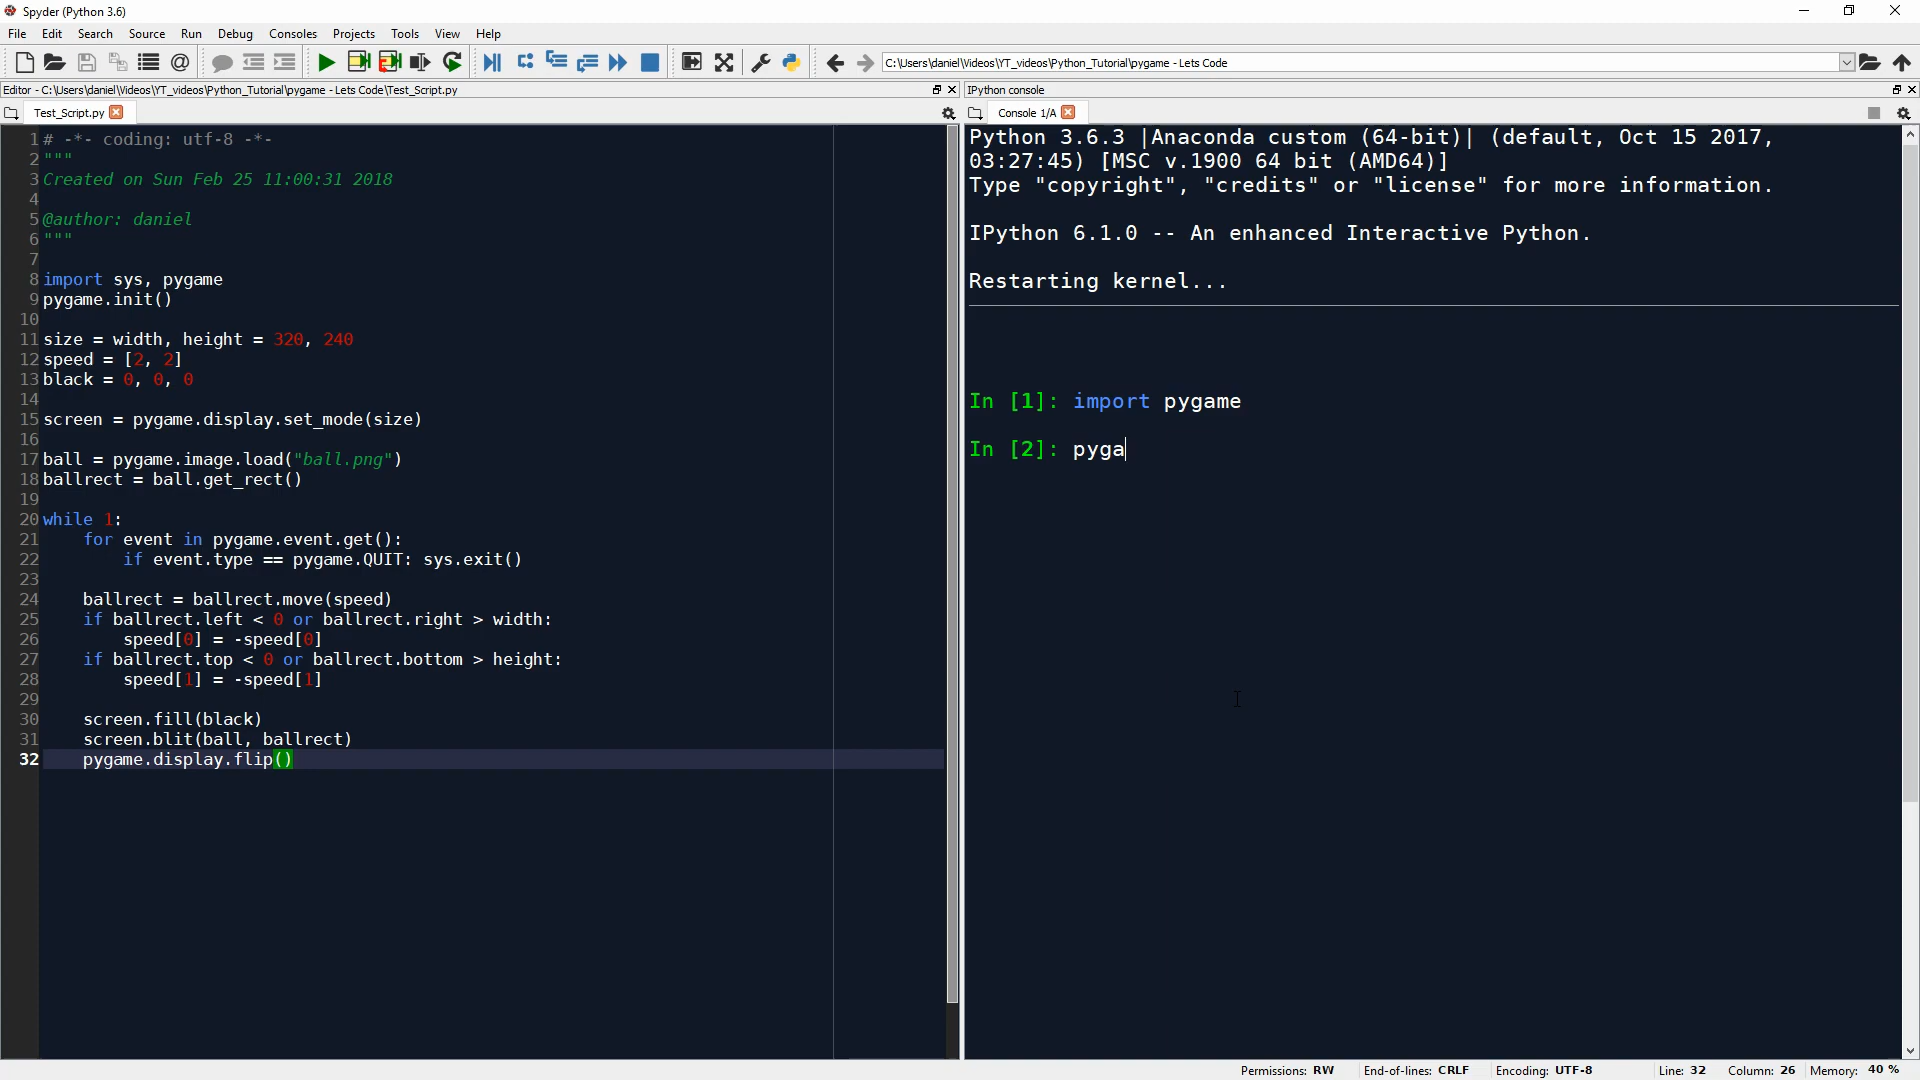 Spyder (Python 3.6)
File Edit Search Source Run Debug Consoles Projects Tools View Help
C:\Users\daniel\Videos\YT_videos\Python_Tutorial\pygame - Lets Code
Editor - C:\Users\daniel\Videos\YT_videos\Python_Tutorial\pygame - Lets Code\Test_Script.py
Test_Script.py
1 # -*- coding: utf-8 -*-
2 """
3 Created on Sun Feb 25 11:00:31 2018
4
5 @author: daniel
6 """
7
8 import sys, pygame
9 pygame.init()
10
11 size = width, height = 320, 240
12 speed = [2, 2]
13 black = 0, 0, 0
14
15 screen = pygame.display.set_mode(size)
16
17 ball = pygame.image.load("ball.png")
18 ballrect = ball.get_rect()
19
20 while 1:
21     for event in pygame.event.get():
22         if event.type == pygame.QUIT: sys.exit()
23
24     ballrect = ballrect.move(speed)
25     if ballrect.left < 0 or ballrect.right > width:
26         speed[0] = -speed[0]
27     if ballrect.top < 0 or ballrect.bottom > height:
28         speed[1] = -speed[1]
29
30     screen.fill(black)
31     screen.blit(ball, ballrect)
32     pygame.display.flip()
IPython console
Console 1/A
Python 3.6.3 |Anaconda custom (64-bit)| (default, Oct 15 2017,
03:27:45) [MSC v.1900 64 bit (AMD64)]
Type "copyright", "credits" or "license" for more information.
IPython 6.1.0 -- An enhanced Interactive Python.
Restarting kernel...
In [1]: import pygame
In [2]: pyga
Permissions: RW End-of-lines: CRLF Encoding: UTF-8 Line: 32 Column: 26 Memory: 40 %